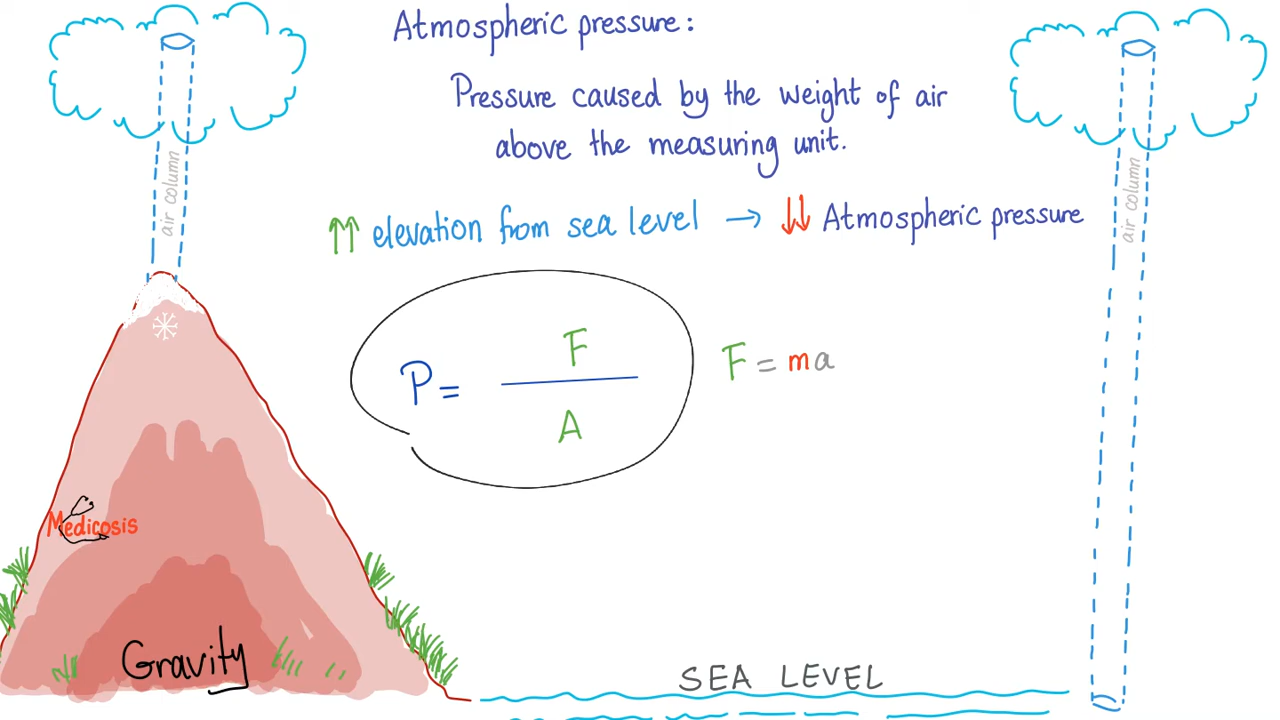 Atmospheric pressure:
Pressure caused by the weight of air
above the measuring unit.
↑↑ elevation from sea level → ↓↓ Atmospheric pressure
air column
air column
P = F / A
F = ma
Medicosis
Gravity
SEA LEVEL